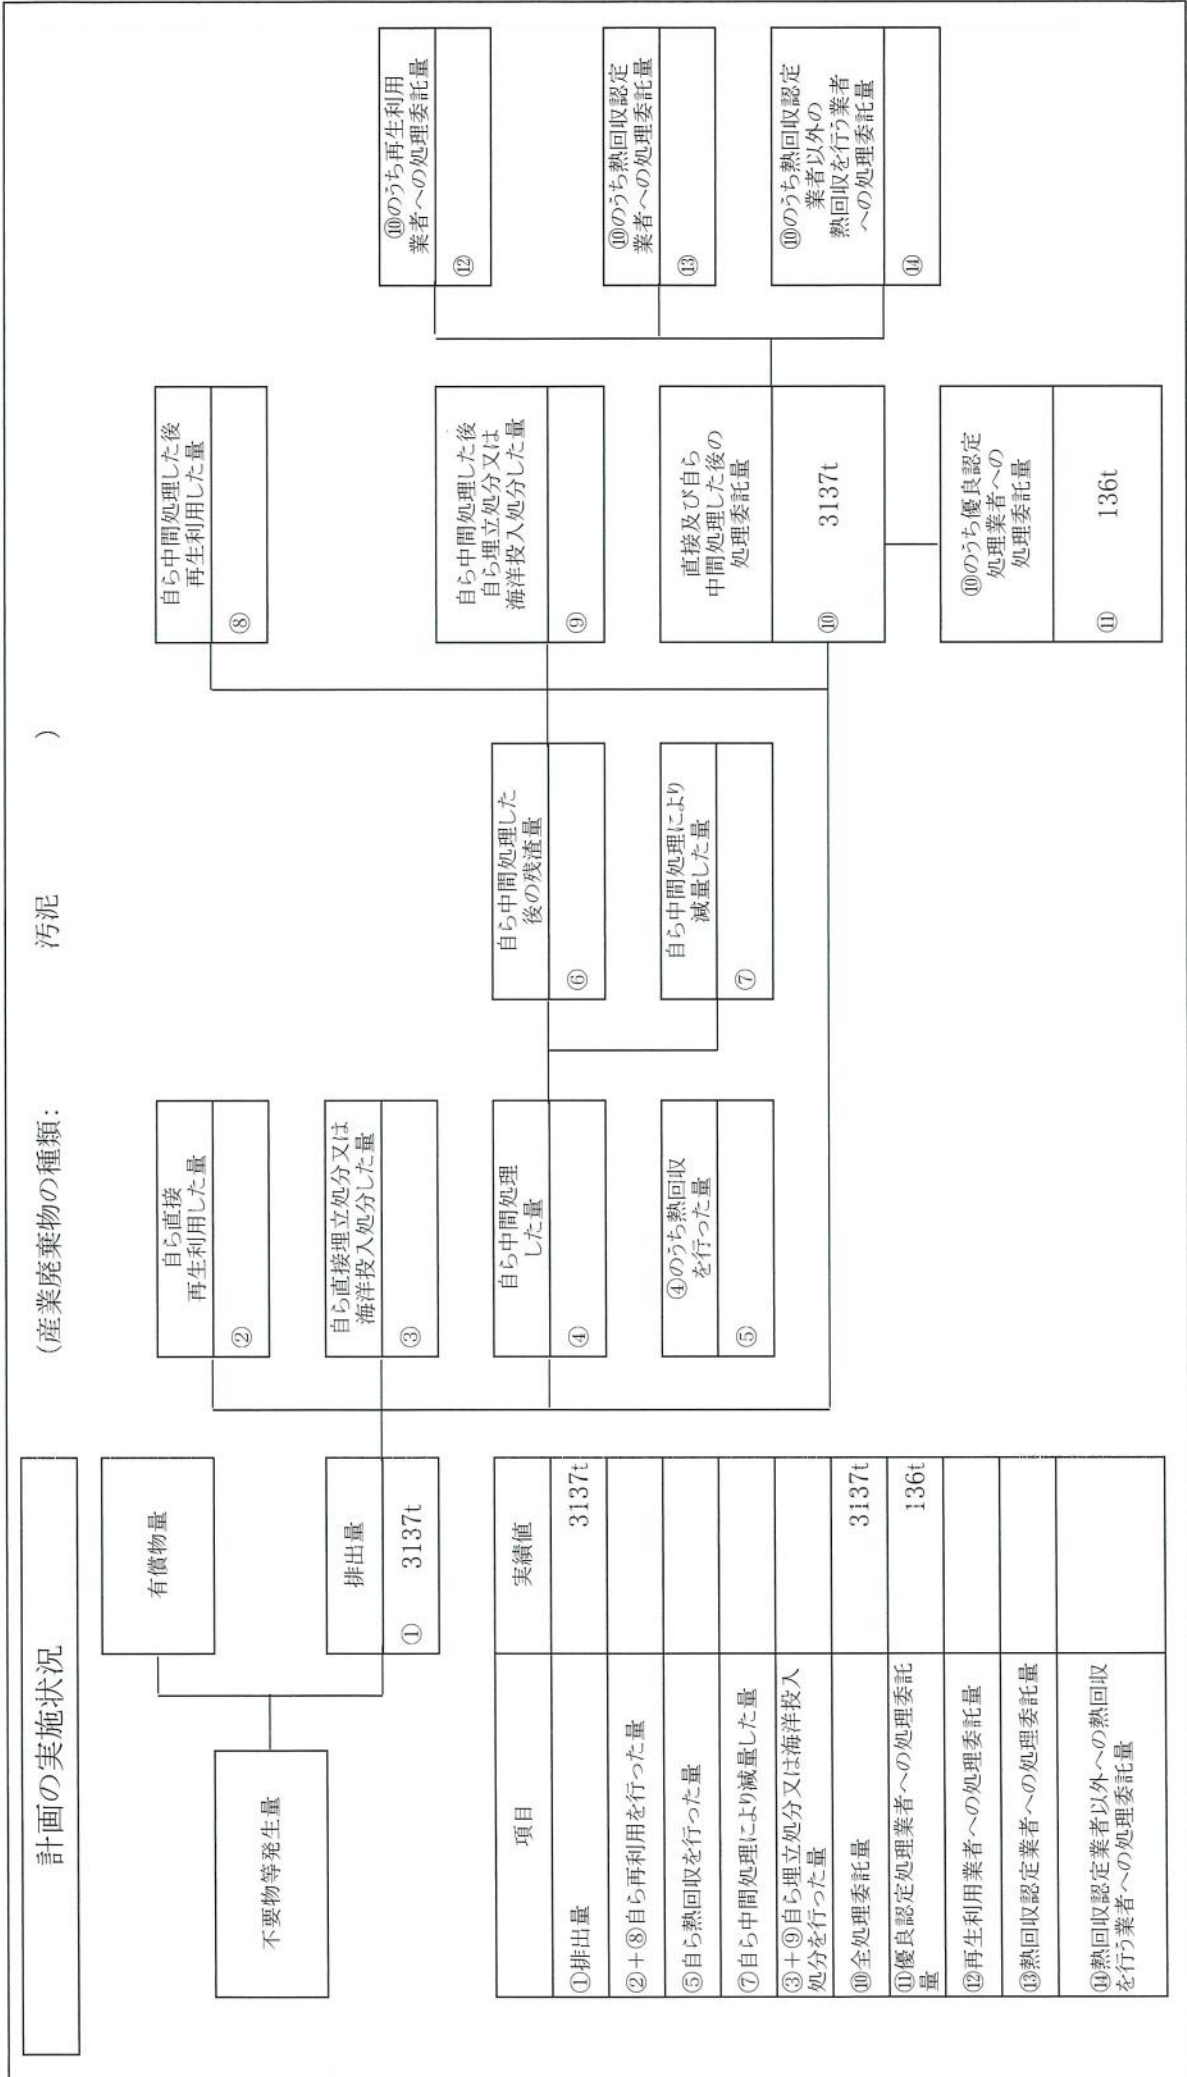 計画の実施状況
(産業廃棄物の種類: 汚泥 )
不要物等発生量
有償物量
排出量
① 3137t
自ら直接
再生利用した量
②
自ら直接埋立処分又は
海洋投入処分した量
③
自ら中間処理
した量
④
④のうち熱回収
を行った量
⑤
自ら中間処理した
後の残渣量
⑥
自ら中間処理により
減量した量
⑦
自ら中間処理した後
再生利用した量
⑧
自ら中間処理した後
自ら埋立処分又は
海洋投入処分した量
⑨
直接及び自ら
中間処理した後の
処理委託量
⑩ 3137t
⑩のうち優良認定
処理業者への
処理委託量
⑪ 136t
⑩のうち再生利用
業者への処理委託量
⑫
⑩のうち熱回収認定
業者への処理委託量
⑬
⑩のうち熱回収認定
業者以外の
熱回収を行う業者
への処理委託量
⑭
項目 実績値
①排出量 3137t
②+⑧自ら再利用を行った量
⑤自ら熱回収を行った量
⑦自ら中間処理により減量した量
③+⑨自ら埋立処分又は海洋投入
処分を行った量
⑩全処理委託量 3137t
⑪優良認定処理業者への処理委託
量 136t
⑫再生利用業者への処理委託量
⑬熱回収認定業者への処理委託量
⑭熱回収認定業者以外への熱回収
を行う業者への処理委託量